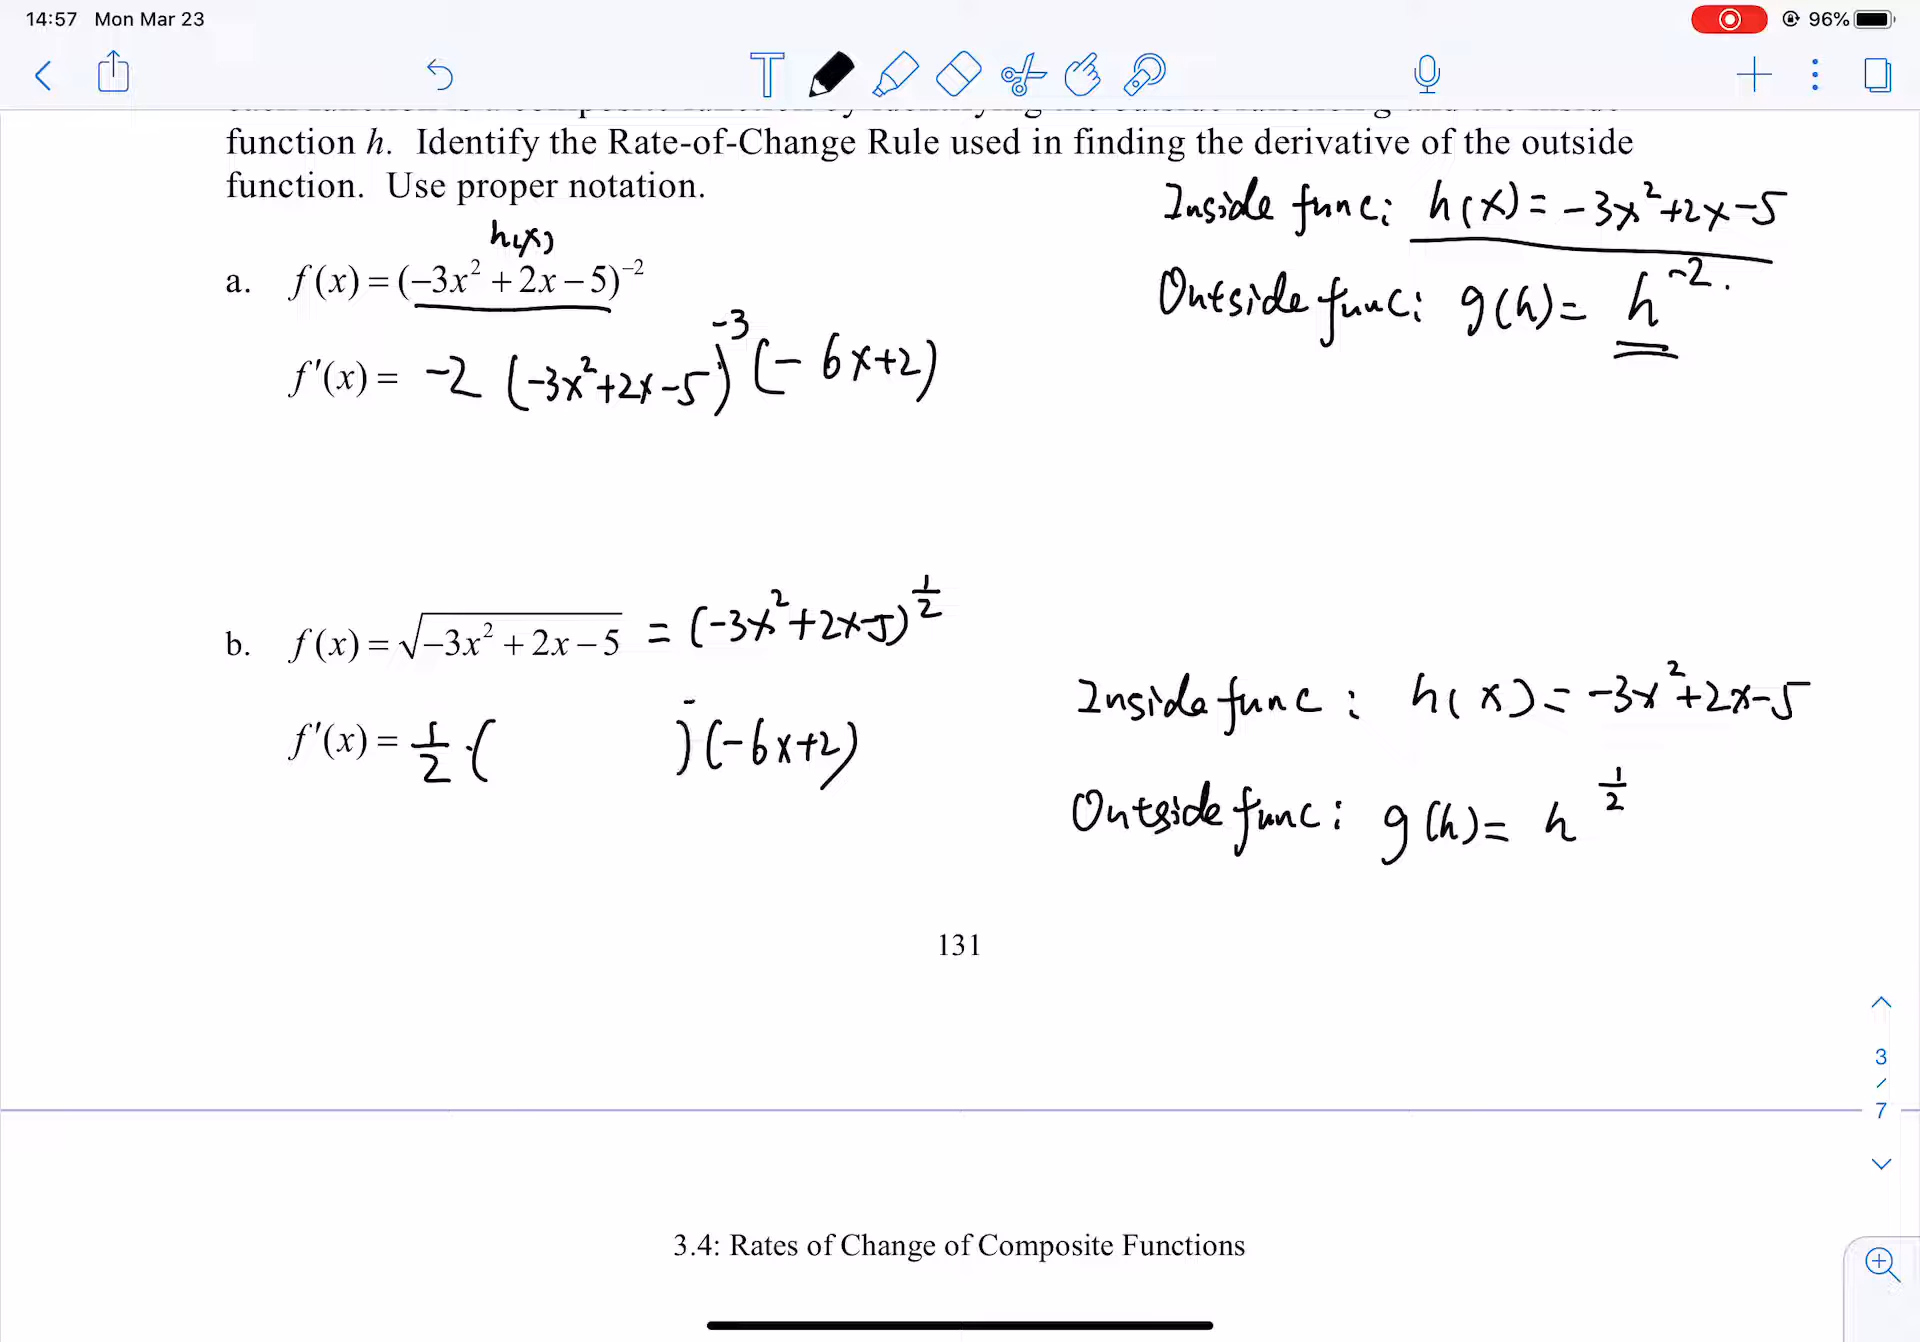 14:57 Mon Mar 23 96%
T
function h. Identify the Rate-of-Change Rule used in finding the derivative of the outside
function. Use proper notation.
Inside func: h(x) = -3x²+2x-5
h(x)
a. f(x) = (-3x² + 2x - 5)⁻²
Outside func: g(h) = h⁻².
f'(x) = -2 (-3x²+2x-5)⁻³ (-6x+2)
b. f(x) = √(-3x² + 2x - 5) = (-3x²+2x-5)^(1/2)
Inside func: h(x) = -3x²+2x-5
f'(x) = 1/2 · ( )⁻ (-6x+2)
Outside func: g(h) = h^(1/2)
131
3
/
7
3.4: Rates of Change of Composite Functions